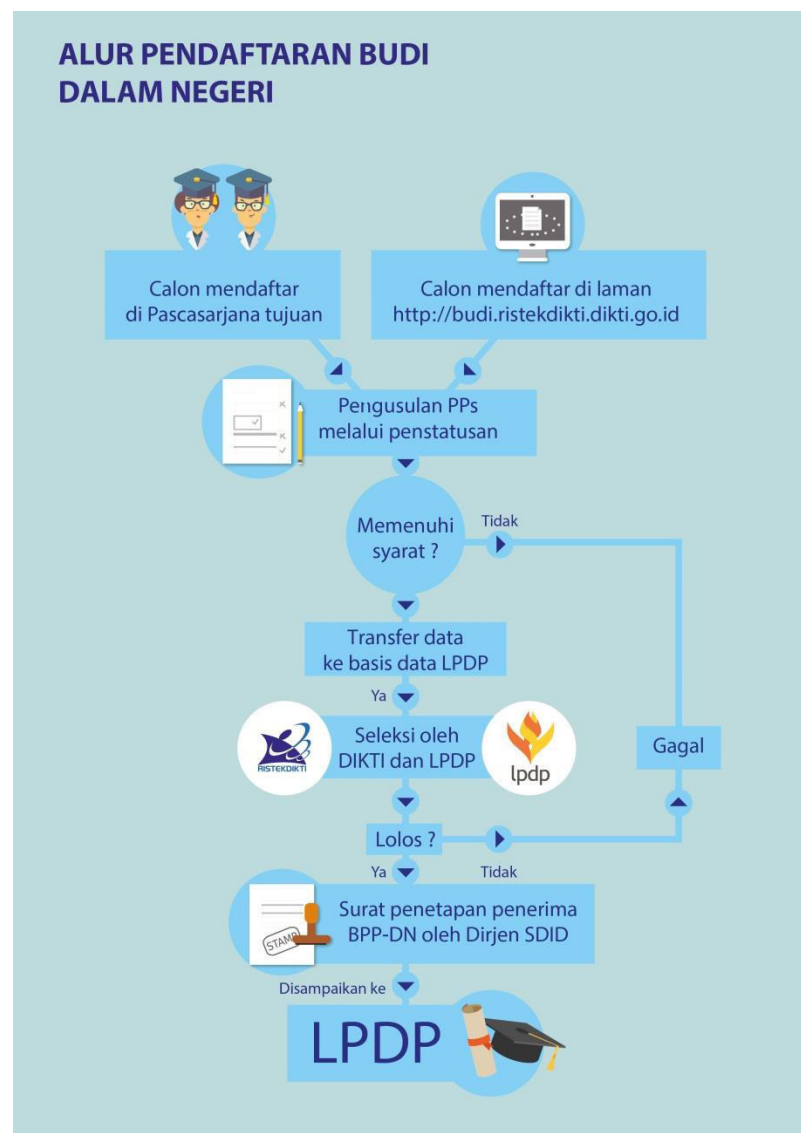 ALUR PENDAFTARAN BUDI
DALAM NEGERI
Calon mendaftar
di Pascasarjana tujuan
Calon mendaftar di laman
http://budi.ristekdikti.dikti.go.id
Pengusulan PPs
melalui penstatusan
Memenuhi
syarat ?
Tidak
Transfer data
ke basis data LPDP
Ya
Seleksi oleh
DIKTI dan LPDP
RISTEKDIKTI
lpdp
Gagal
Lolos ?
Ya
Tidak
Surat penetapan penerima
BPP-DN oleh Dirjen SDID
STAMP
Disampaikan ke
LPDP